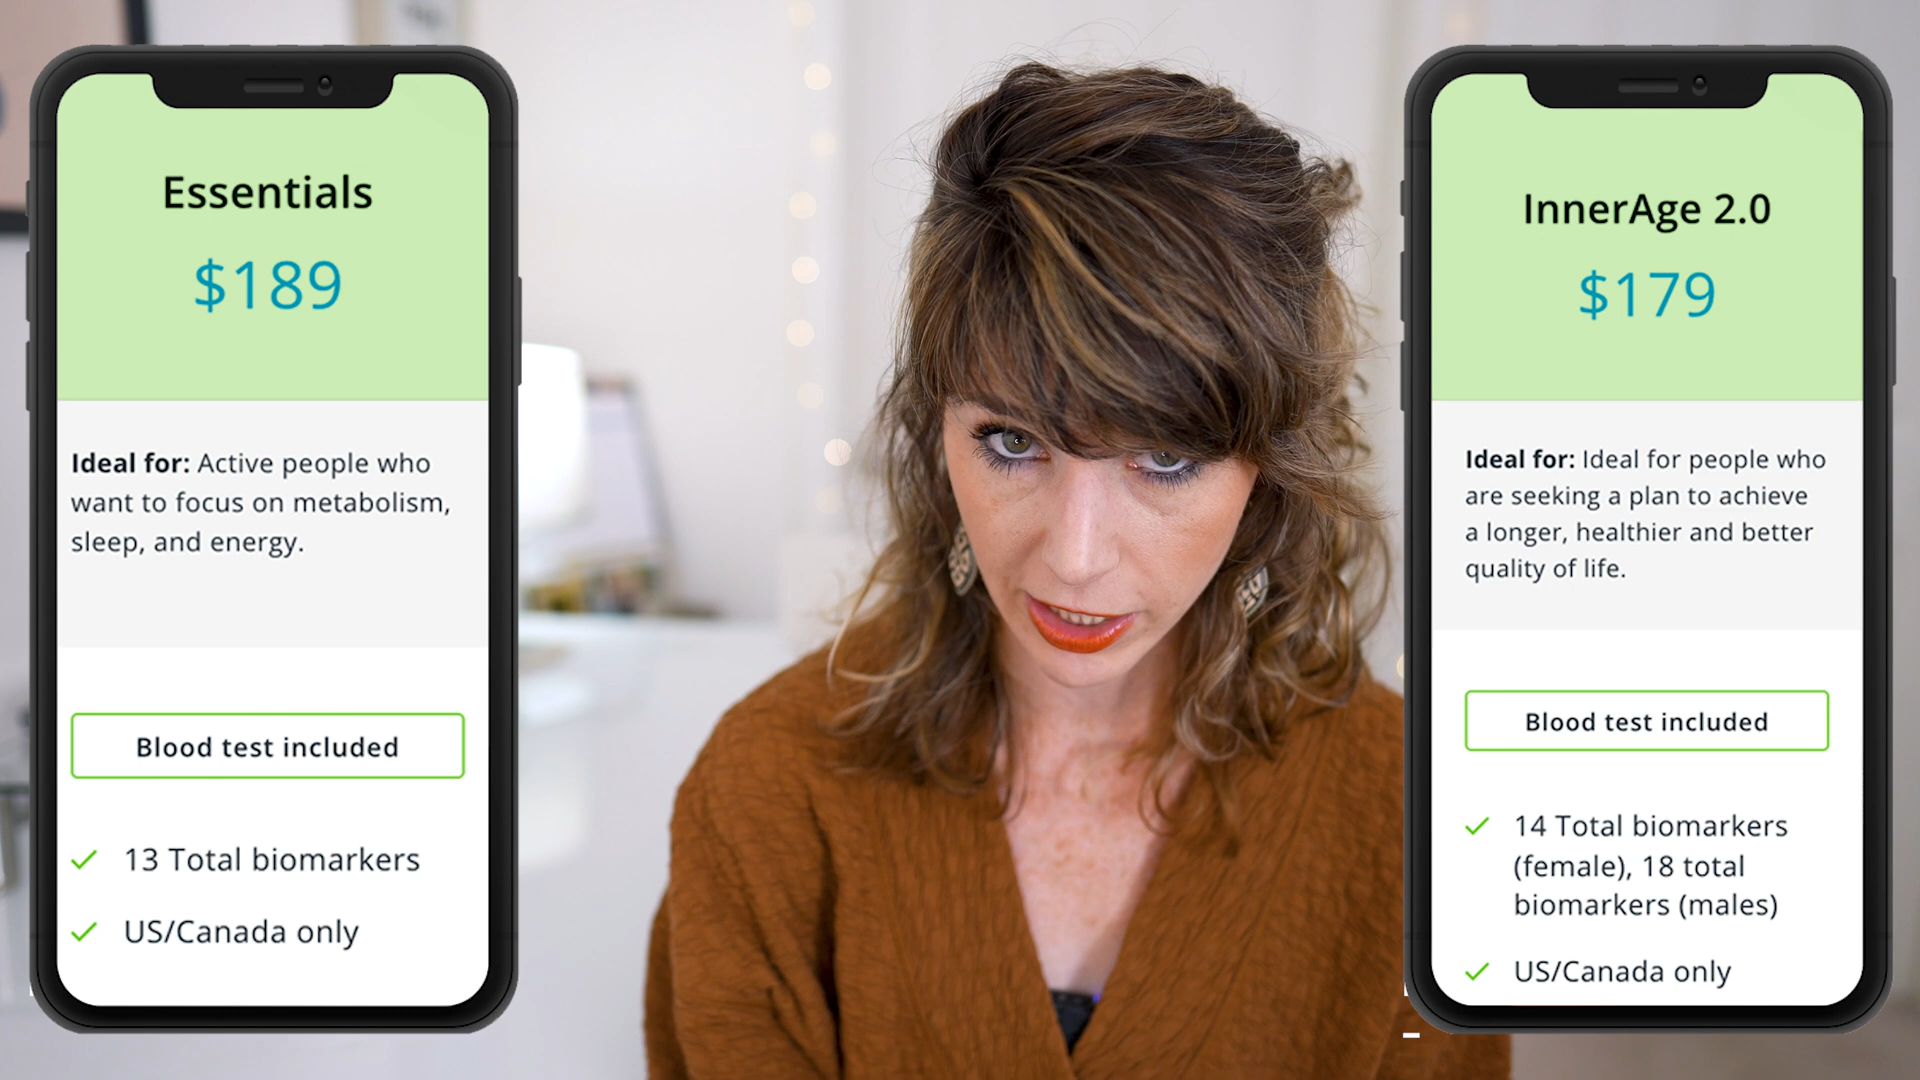 Essentials
$189
Ideal for: Active people who
want to focus on metabolism,
sleep, and energy.
Blood test included
13 Total biomarkers
US/Canada only
InnerAge 2.0
$179
Ideal for: Ideal for people who
are seeking a plan to achieve
a longer, healthier and better
quality of life.
Blood test included
14 Total biomarkers
(female), 18 total
biomarkers (males)
US/Canada only